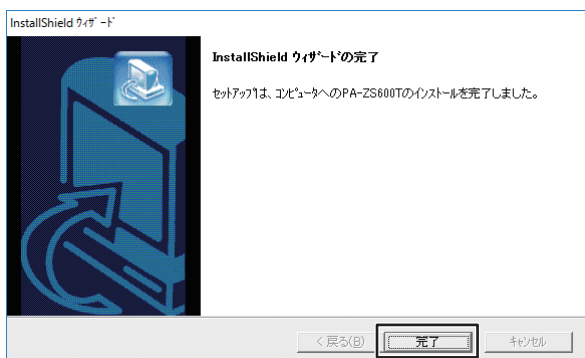 InstallShield ｳｨｻﾞｰﾄﾞ
InstallShield ウィザードの完了
セットアップは、コンピュータへのPA-ZS600Tのインストールを完了しました。
< 戻る(B)
完了
キャンセル